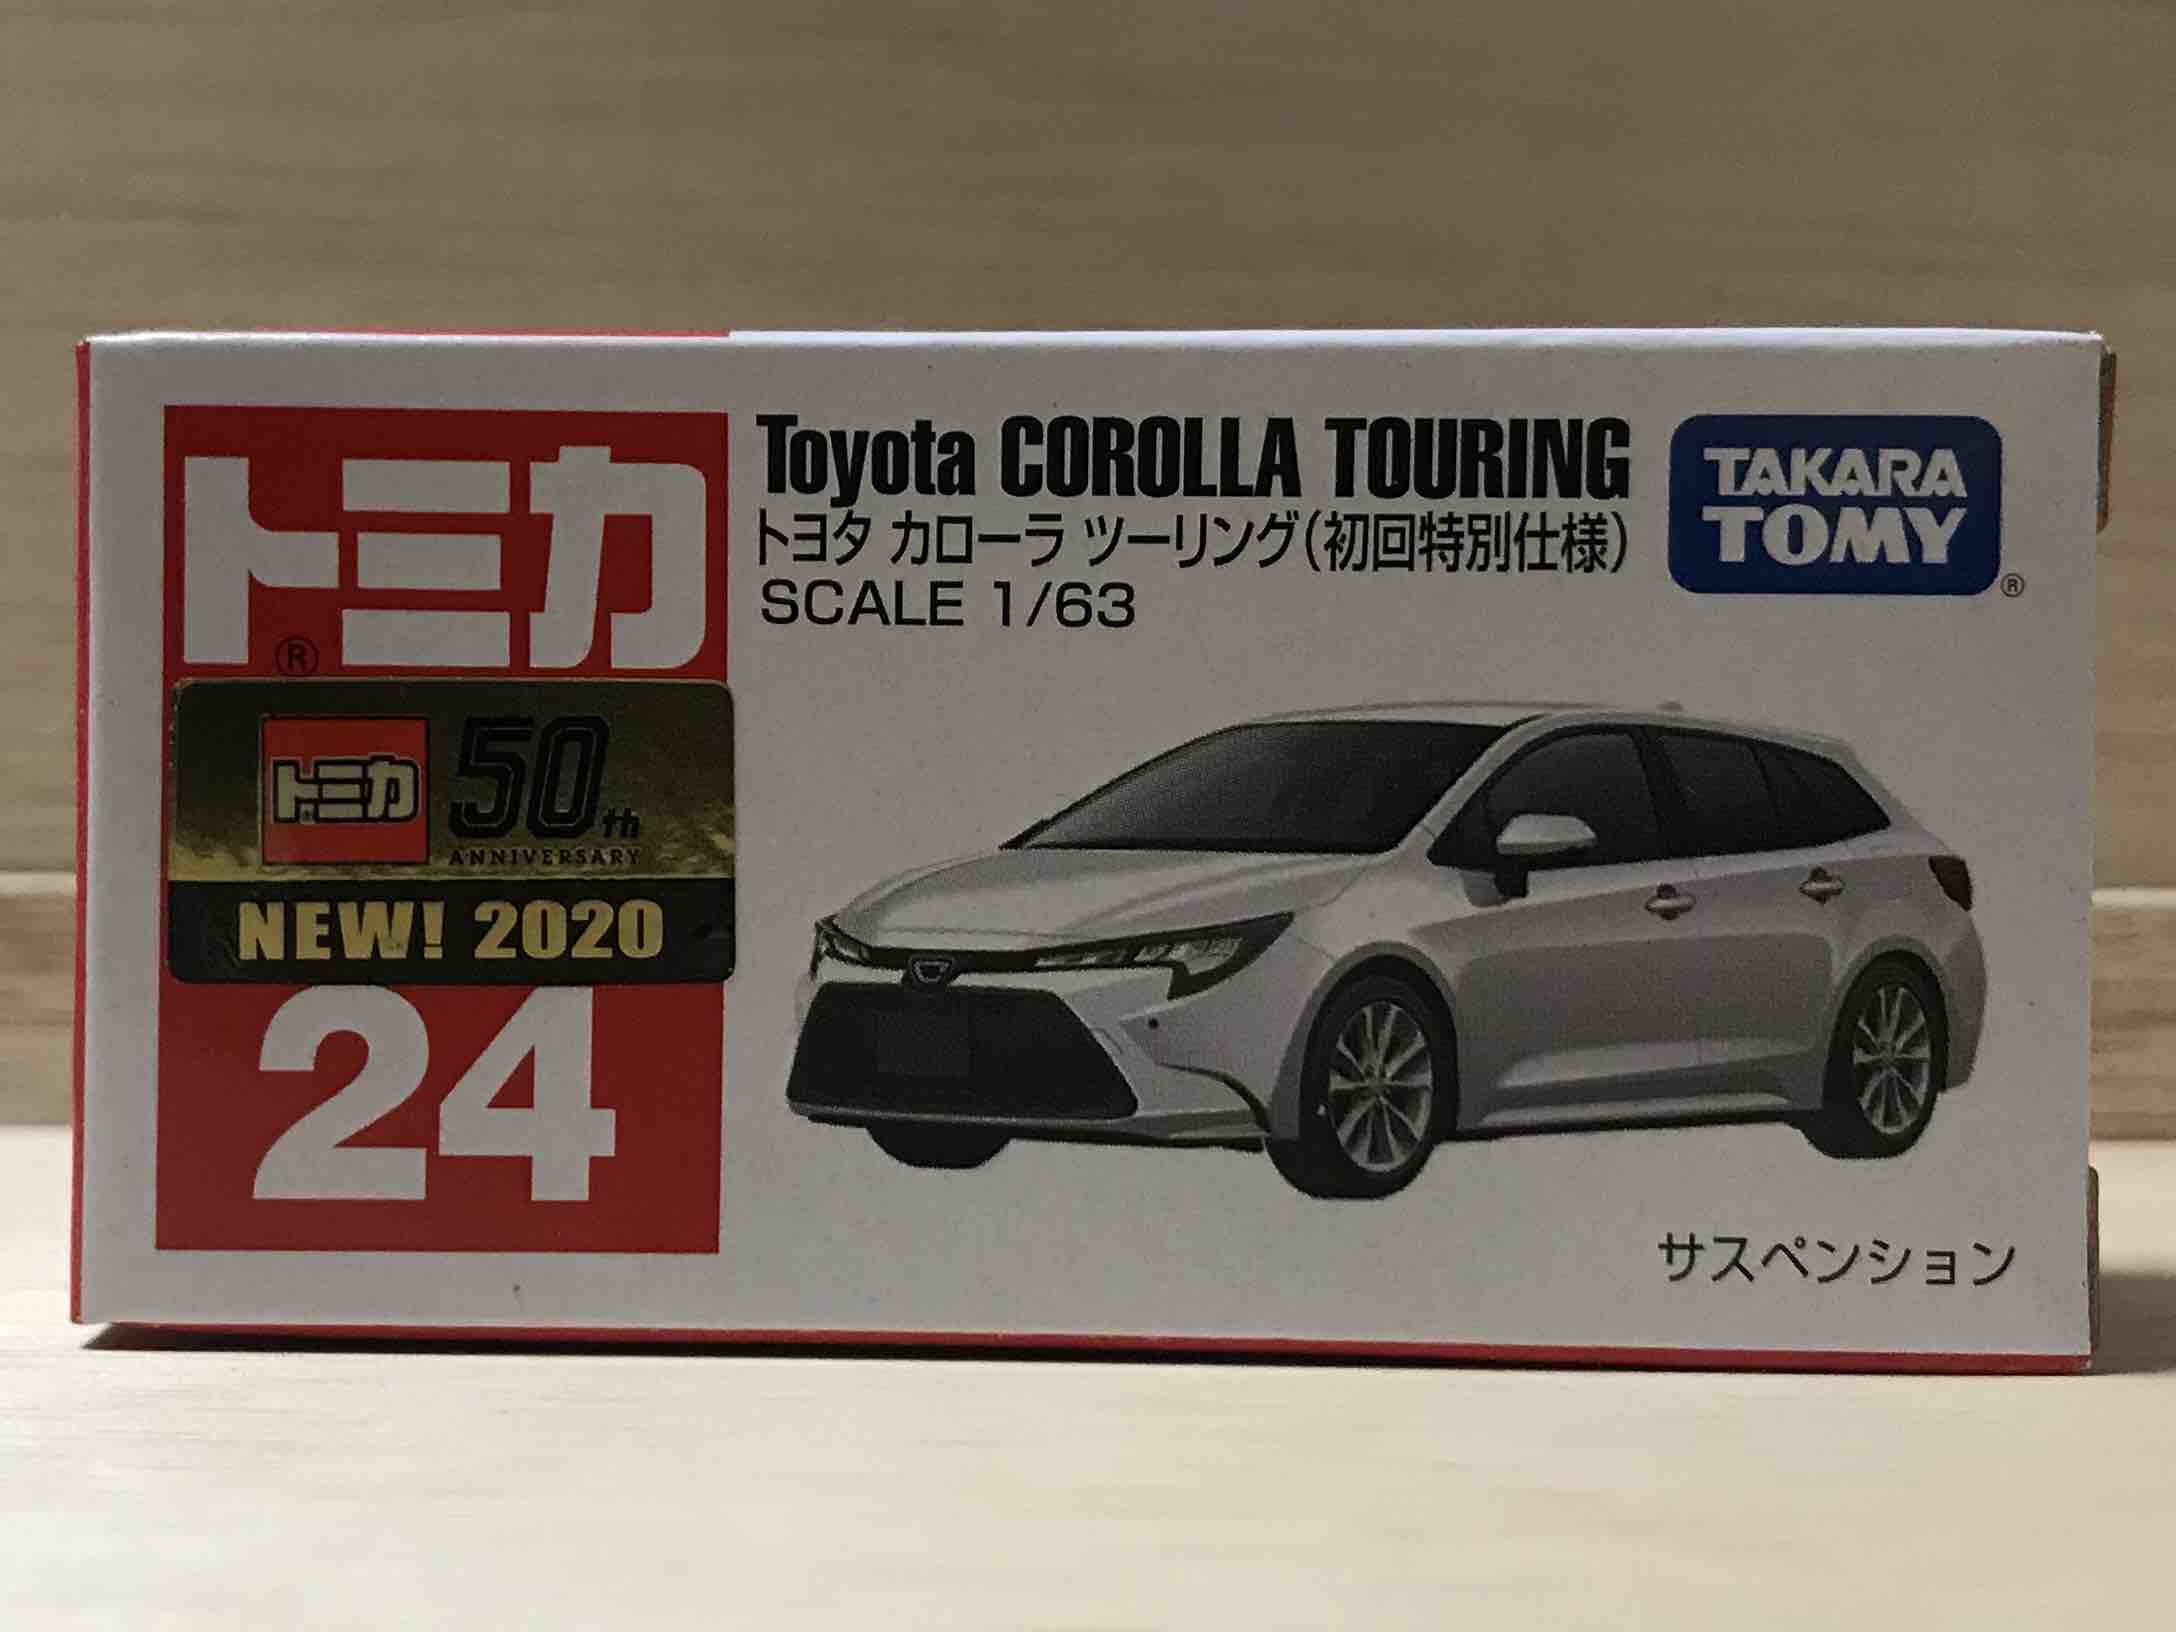 トミカ
®
Toyota COROLLA TOURING
トヨタ カローラ ツーリング(初回特別仕様)
SCALE 1/63
TAKARA
TOMY
®
トミカ
50th
ANNIVERSARY
NEW! 2020
24
サスペンション